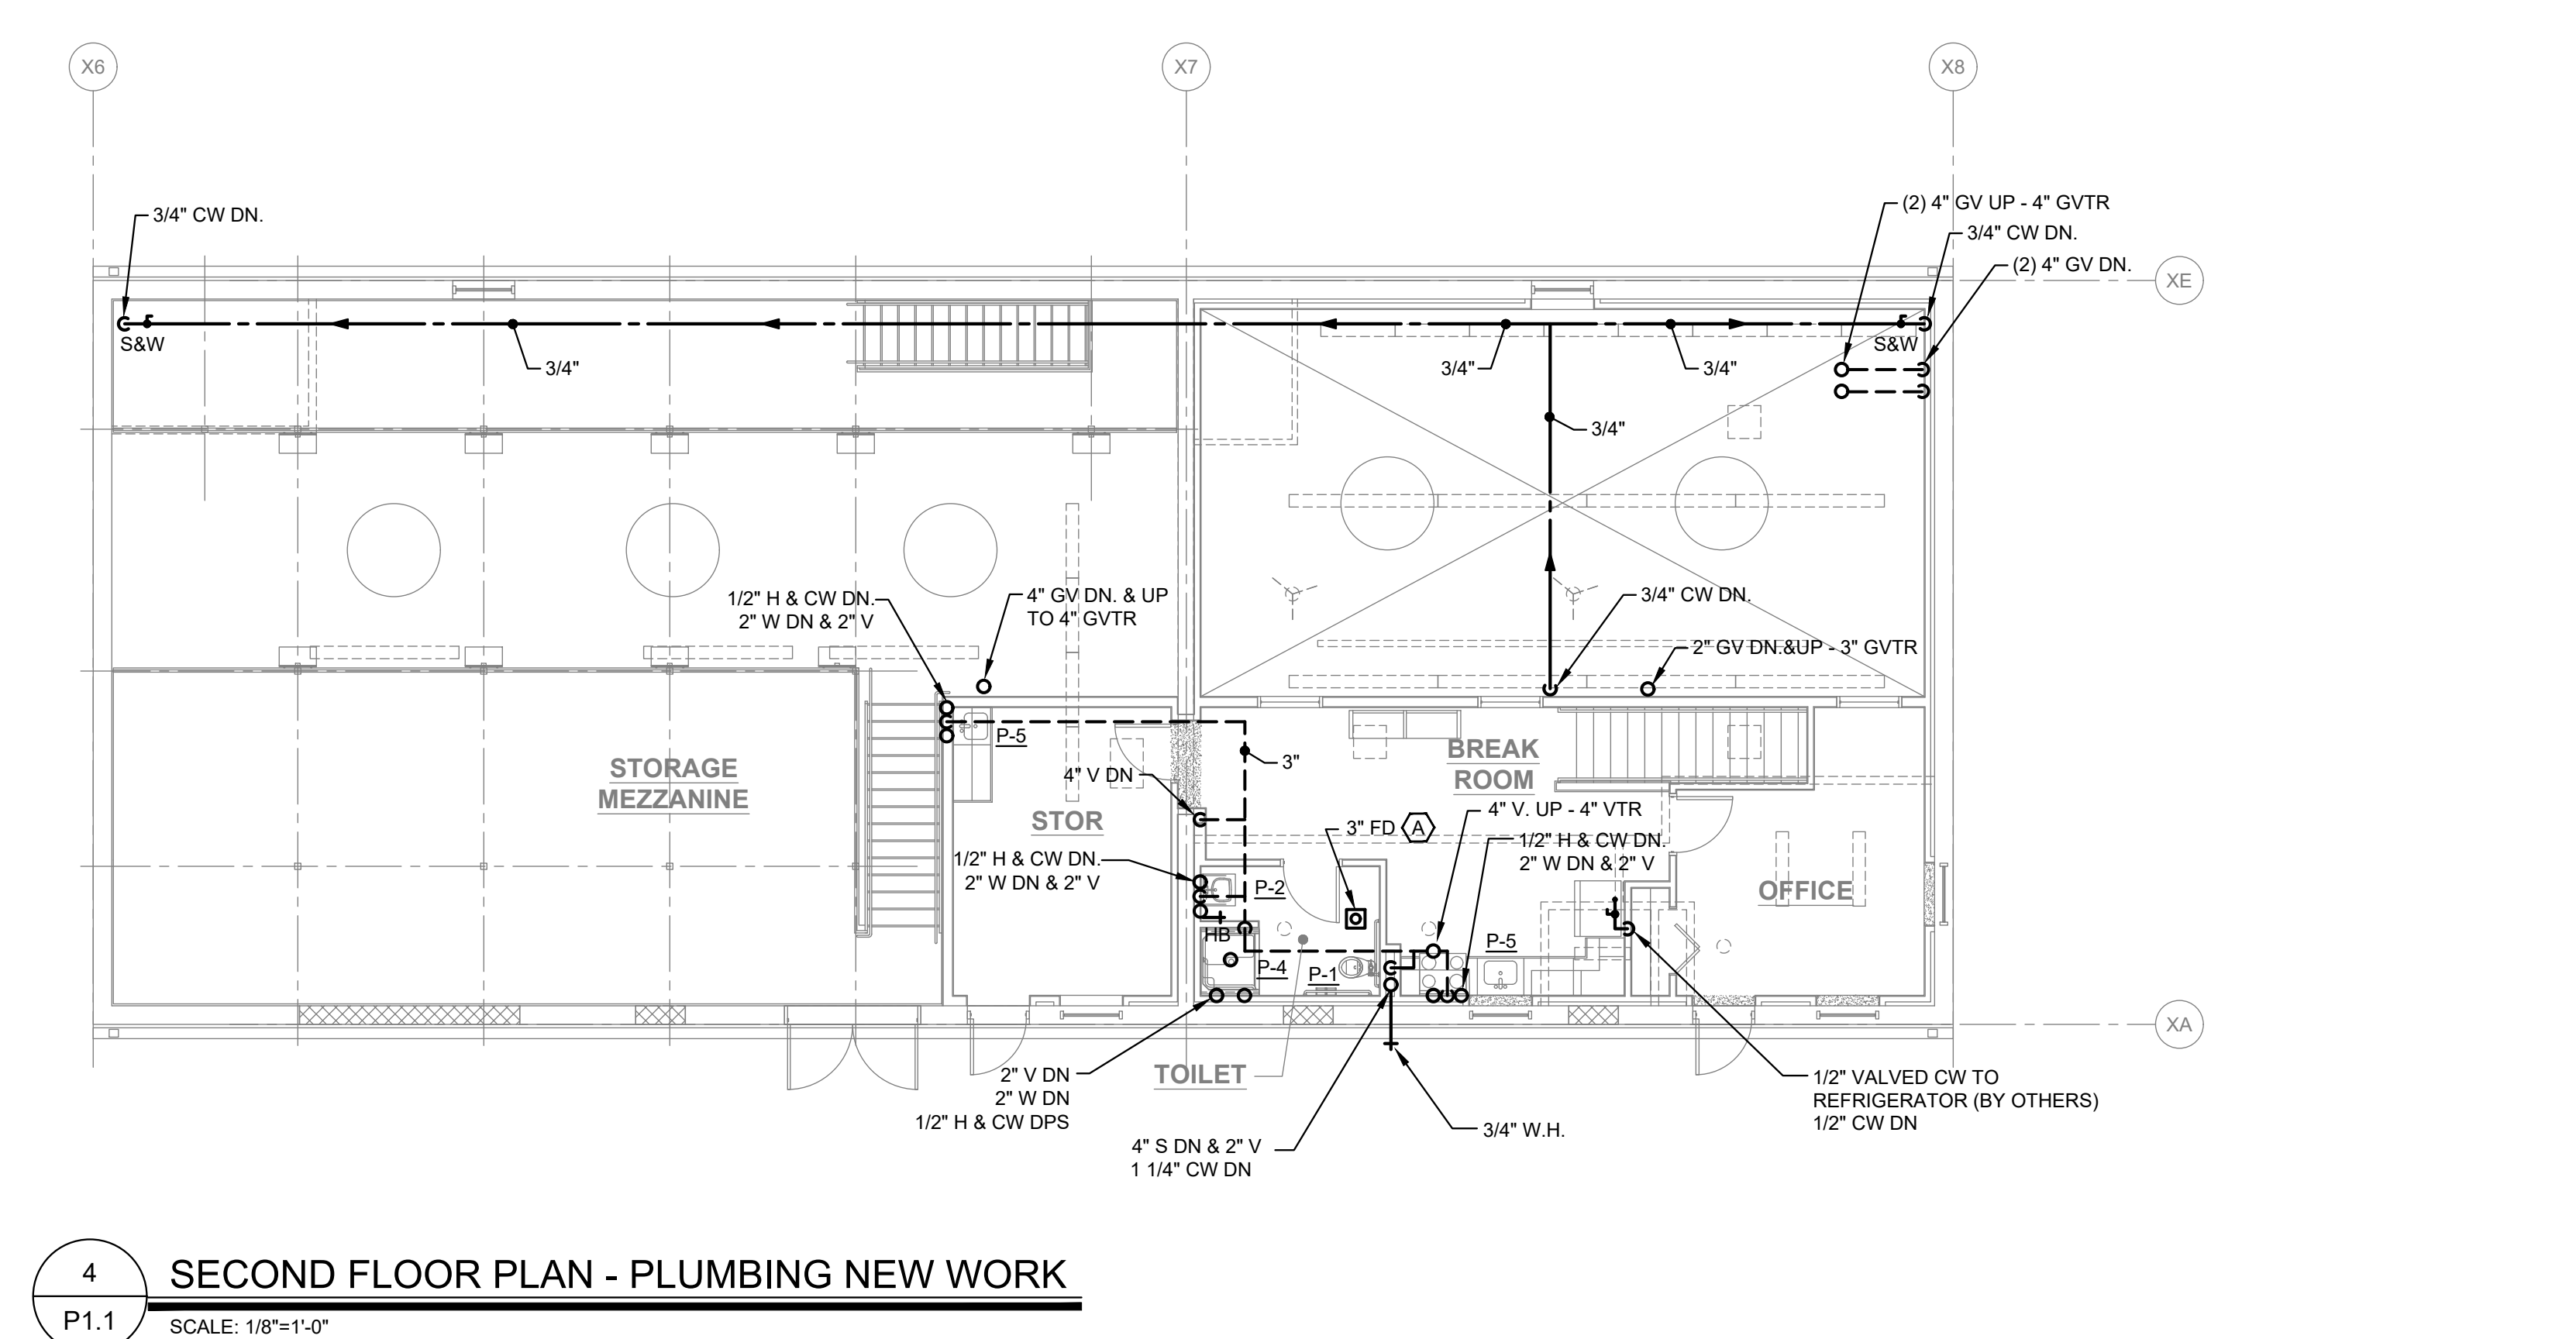 X6
X7
X8
3/4" CW DN.
(2) 4" GV UP - 4" GVTR
3/4" CW DN.
(2) 4" GV DN.
XE
S&W
3/4"
3/4"
3/4"
S&W
3/4"
1/2" H & CW DN.
2" W DN & 2" V
4" GV DN. & UP
TO 4" GVTR
3/4" CW DN.
2" GV DN.&UP - 3" GVTR
P-5
STORAGE
MEZZANINE
4" V DN
3"
BREAK
ROOM
STOR
4" V. UP - 4" VTR
3" FD
A
1/2" H & CW DN.
2" W DN & 2" V
1/2" H & CW DN.
2" W DN & 2" V
P-2
OFFICE
HB
P-4
P-1
P-5
XA
2" V DN
2" W DN
1/2" H & CW DPS
TOILET
1/2" VALVED CW TO
REFRIGERATOR (BY OTHERS)
1/2" CW DN
3/4" W.H.
4" S DN & 2" V
1 1/4" CW DN
4
P1.1
SECOND FLOOR PLAN - PLUMBING NEW WORK
SCALE: 1/8"=1'-0"